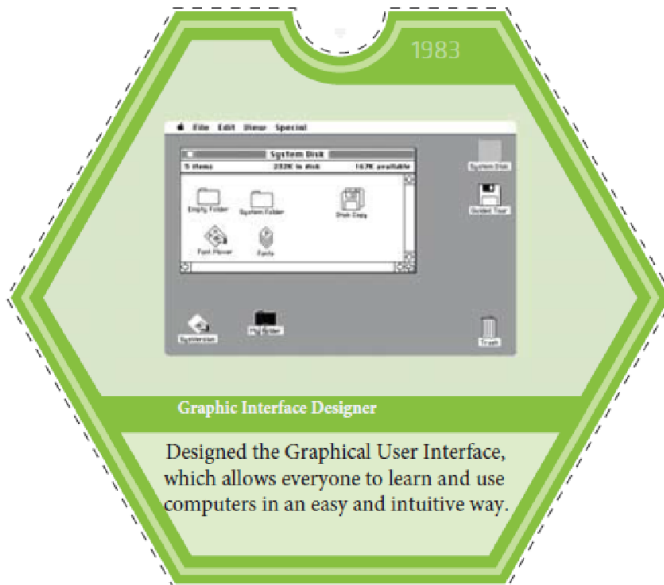 1983
File Edit View Special
System Disk
5 items 232K in disk 167K available
Empty Folder System Folder Disk Copy
Font Mover Fonts
System Disk
Guided Tour
Trash
Graphic Interface Designer
Designed the Graphical User Interface,
which allows everyone to learn and use
computers in an easy and intuitive way.